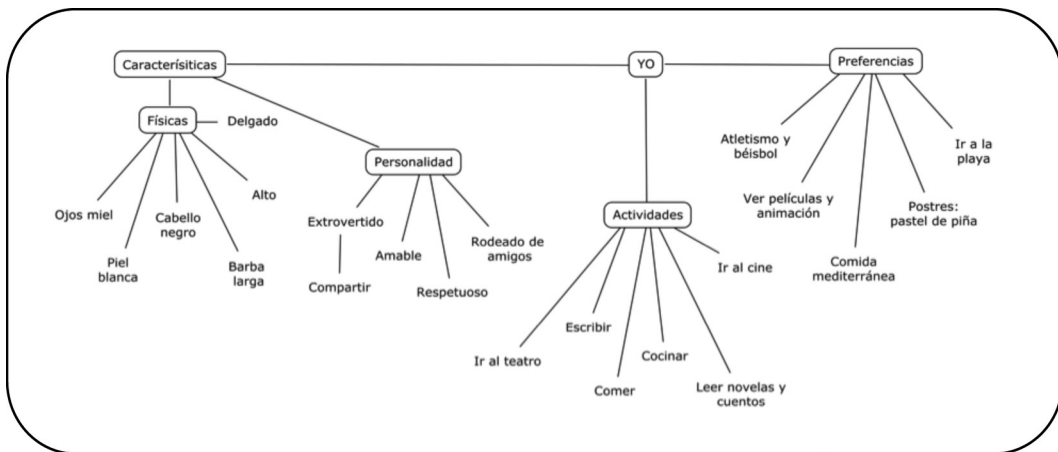 Caracterísiticas
YO
Preferencias
Físicas
Delgado
Personalidad
Ojos miel
Piel
blanca
Cabello
negro
Barba
larga
Alto
Extrovertido
Compartir
Amable
Respetuoso
Rodeado de
amigos
Actividades
Ir al teatro
Escribir
Comer
Cocinar
Leer novelas y
cuentos
Ir al cine
Atletismo y
béisbol
Ver películas y
animación
Comida
mediterránea
Postres:
pastel de piña
Ir a la
playa